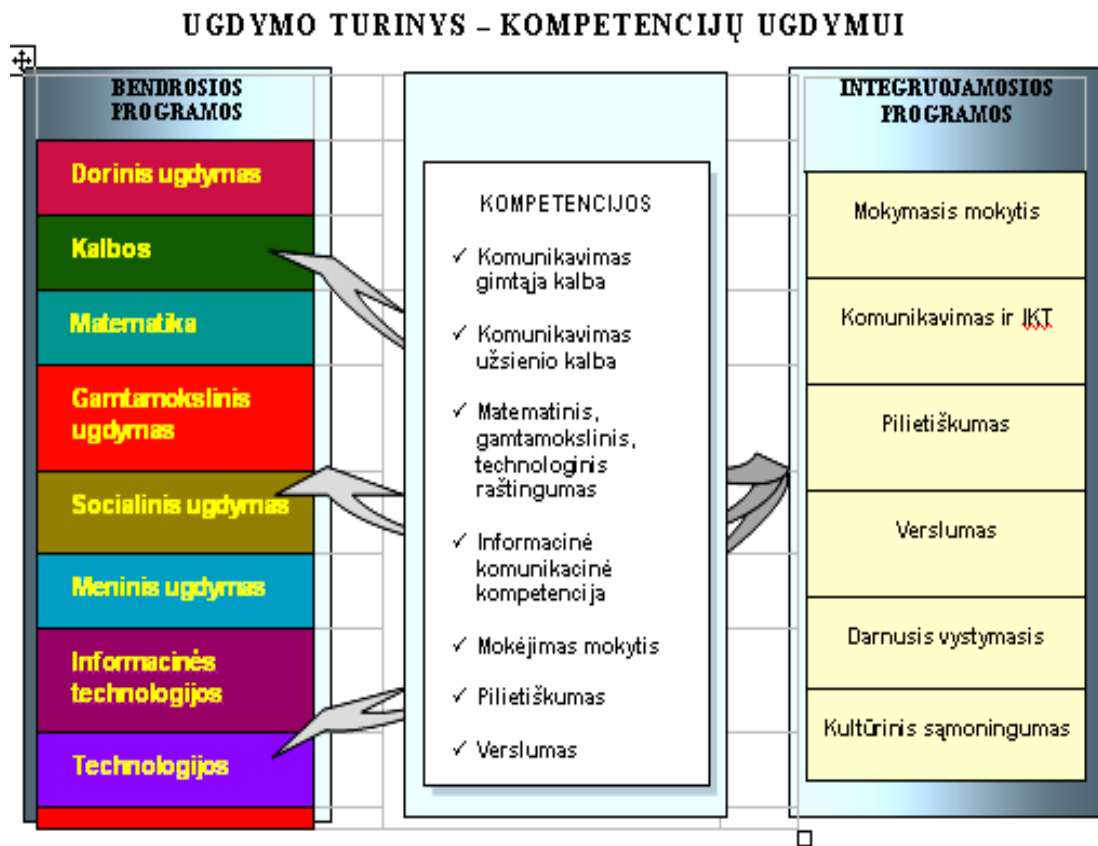 UGDYMO TURINYS – KOMPETENCIJŲ UGDYMUI
BENDROSIOS
PROGRAMOS
Dorinis ugdymas
Kalbos
Matematika
Gamtamokslinis
ugdymas
Socialinis ugdymas
Meninis ugdymas
Informacinės
technologijos
Technologijos
KOMPETENCIJOS
✓ Komunikavimas
gimtąja kalba
✓ Komunikavimas
užsienio kalba
✓ Matematinis,
gamtamokslinis,
technologinis
raštingumas
✓ Informacinė
komunikacinė
kompetencija
✓ Mokėjimas mokytis
✓ Pilietiškumas
✓ Verslumas
INTEGRUOJAMOSIOS
PROGRAMOS
Mokymasis mokytis
Komunikavimas ir IKT
Pilietiškumas
Verslumas
Darnusis vystymasis
Kultūrinis sąmoningumas